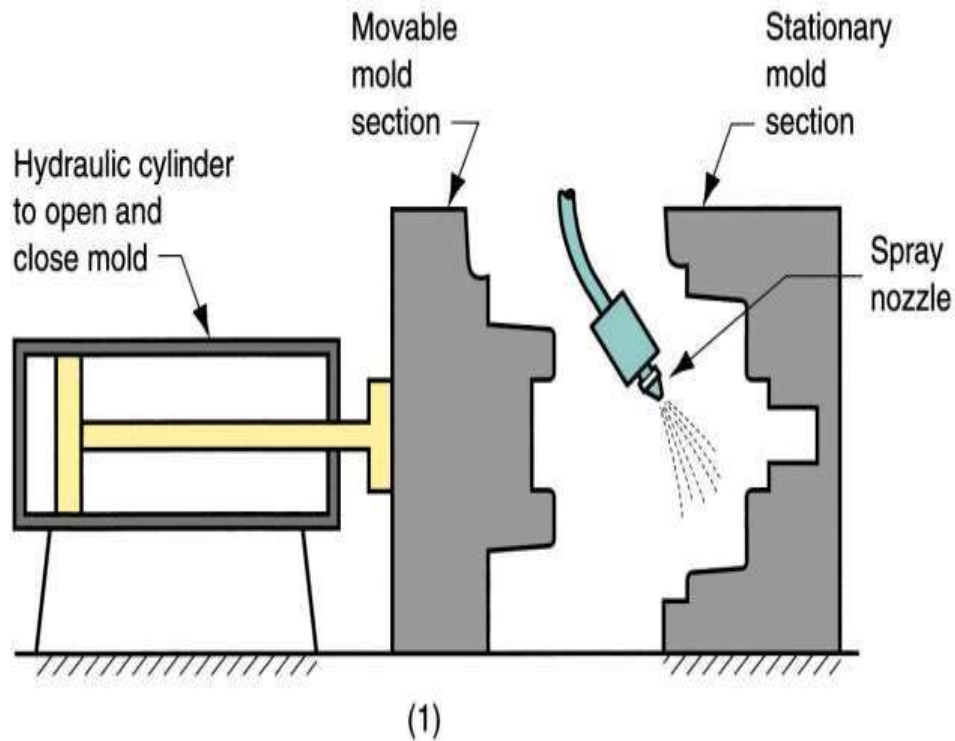 Movable
mold
section
Stationary
mold
section
Hydraulic cylinder
to open and
close mold
Spray
nozzle
(1)